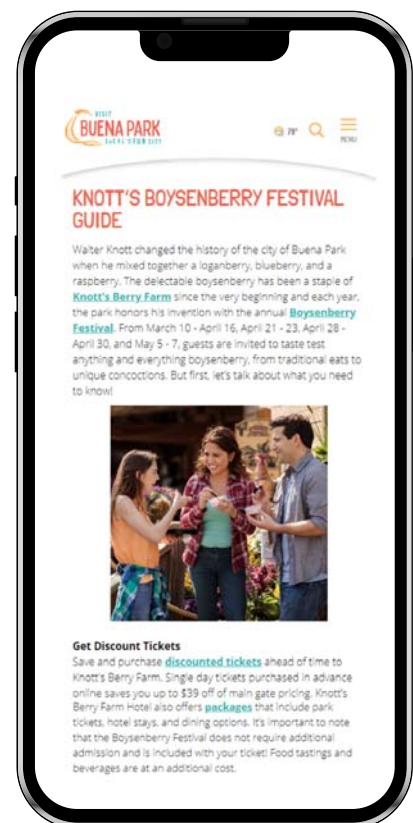 VISIT
BUENA PARK
CALI'S FUN CITY
78°
MENU
KNOTT'S BOYSENBERRY FESTIVAL
GUIDE
Walter Knott changed the history of the city of Buena Park
when he mixed together a loganberry, blueberry, and a
raspberry. The delectable boysenberry has been a staple of
Knott's Berry Farm since the very beginning and each year,
the park honors his invention with the annual Boysenberry
Festival. From March 10 - April 16, April 21 - 23, April 28 -
April 30, and May 5 - 7, guests are invited to taste test
anything and everything boysenberry, from traditional eats to
unique concoctions. But first, let's talk about what you need
to know!
Get Discount Tickets
Save and purchase discounted tickets ahead of time to
Knott's Berry Farm. Single day tickets purchased in advance
online saves you up to $39 off of main gate pricing. Knott's
Berry Farm Hotel also offers packages that include park
tickets, hotel stays, and dining options. It's important to note
that the Boysenberry Festival does not require additional
admission and is included with your ticket! Food tastings and
beverages are at an additional cost.